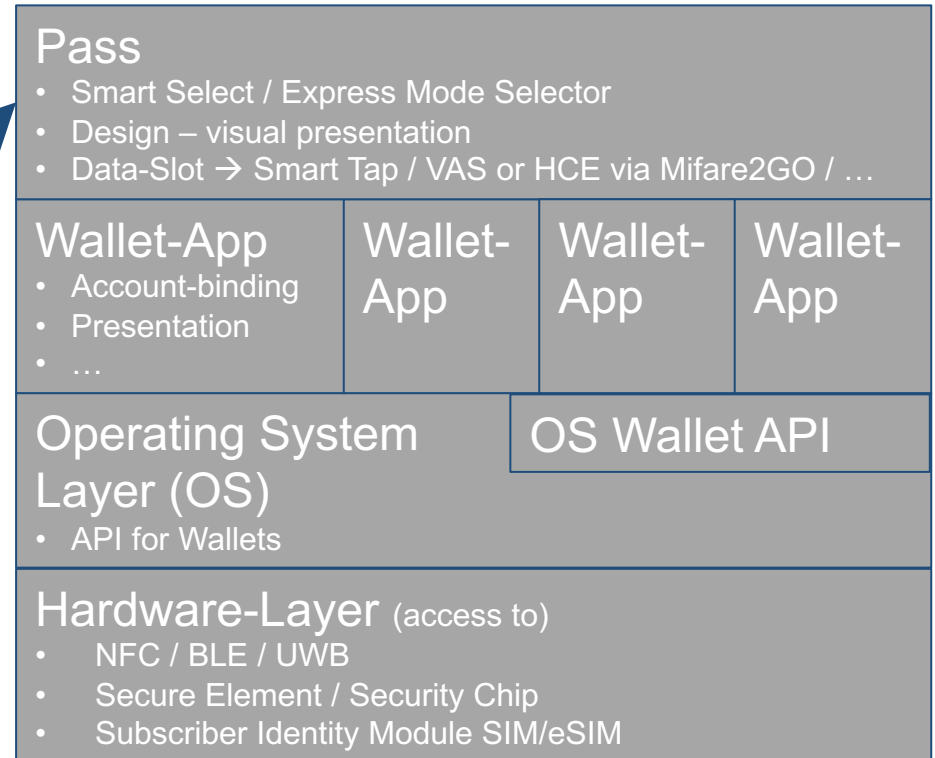 Pass
• Smart Select / Express Mode Selector
• Design – visual presentation
• Data-Slot → Smart Tap / VAS or HCE via Mifare2GO / …
Wallet-App
• Account-binding
• Presentation
• …
Wallet-
App
Wallet-
App
Wallet-
App
Operating System
Layer (OS)
• API for Wallets
OS Wallet API
Hardware-Layer (access to)
• NFC / BLE / UWB
• Secure Element / Security Chip
• Subscriber Identity Module SIM/eSIM